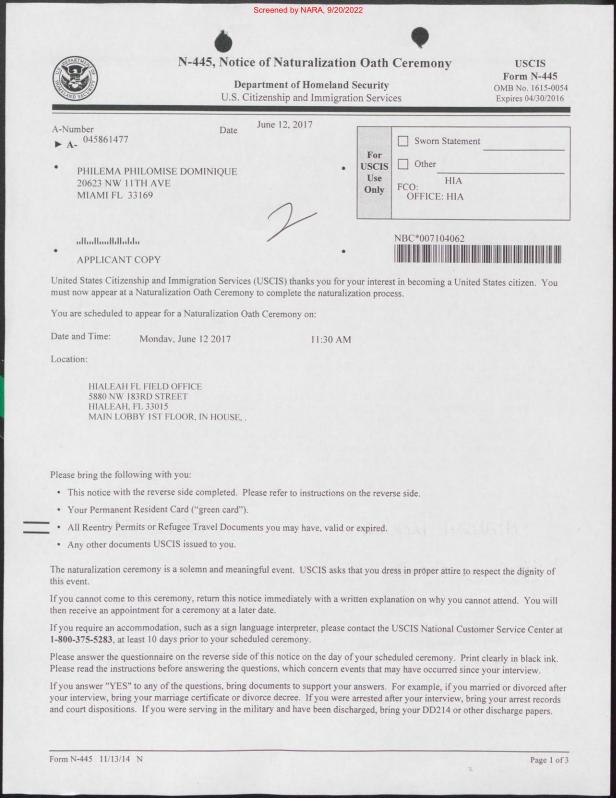 Screened by NARA, 9/20/2022
N-445, Notice of Naturalization Oath Ceremony
Department of Homeland Security
U.S. Citizenship and Immigration Services
USCIS
Form N-445
OMB No. 1615-0054
Expires 04/30/2016
A-Number
► A- 045861477
Date June 12, 2017
For
USCIS
Use
Only
Sworn Statement
Other
FCO: HIA
OFFICE: HIA
• PHILEMA PHILOMISE DOMINIQUE •
20623 NW 11TH AVE
MIAMI FL 33169
2
NBC*007104062
• APPLICANT COPY •
United States Citizenship and Immigration Services (USCIS) thanks you for your interest in becoming a United States citizen. You
must now appear at a Naturalization Oath Ceremony to complete the naturalization process.
You are scheduled to appear for a Naturalization Oath Ceremony on:
Date and Time: Monday, June 12 2017 11:30 AM
Location:
HIALEAH FL FIELD OFFICE
5880 NW 183RD STREET
HIALEAH, FL 33015
MAIN LOBBY 1ST FLOOR, IN HOUSE, .
Please bring the following with you:
• This notice with the reverse side completed. Please refer to instructions on the reverse side.
• Your Permanent Resident Card ("green card").
• All Reentry Permits or Refugee Travel Documents you may have, valid or expired.
• Any other documents USCIS issued to you.
The naturalization ceremony is a solemn and meaningful event. USCIS asks that you dress in proper attire to respect the dignity of
this event.
If you cannot come to this ceremony, return this notice immediately with a written explanation on why you cannot attend. You will
then receive an appointment for a ceremony at a later date.
If you require an accommodation, such as a sign language interpreter, please contact the USCIS National Customer Service Center at
1-800-375-5283, at least 10 days prior to your scheduled ceremony.
Please answer the questionnaire on the reverse side of this notice on the day of your scheduled ceremony. Print clearly in black ink.
Please read the instructions before answering the questions, which concern events that may have occurred since your interview.
If you answer "YES" to any of the questions, bring documents to support your answers. For example, if you married or divorced after
your interview, bring your marriage certificate or divorce decree. If you were arrested after your interview, bring your arrest records
and court dispositions. If you were serving in the military and have been discharged, bring your DD214 or other discharge papers.
Form N-445 11/13/14 N
Page 1 of 3